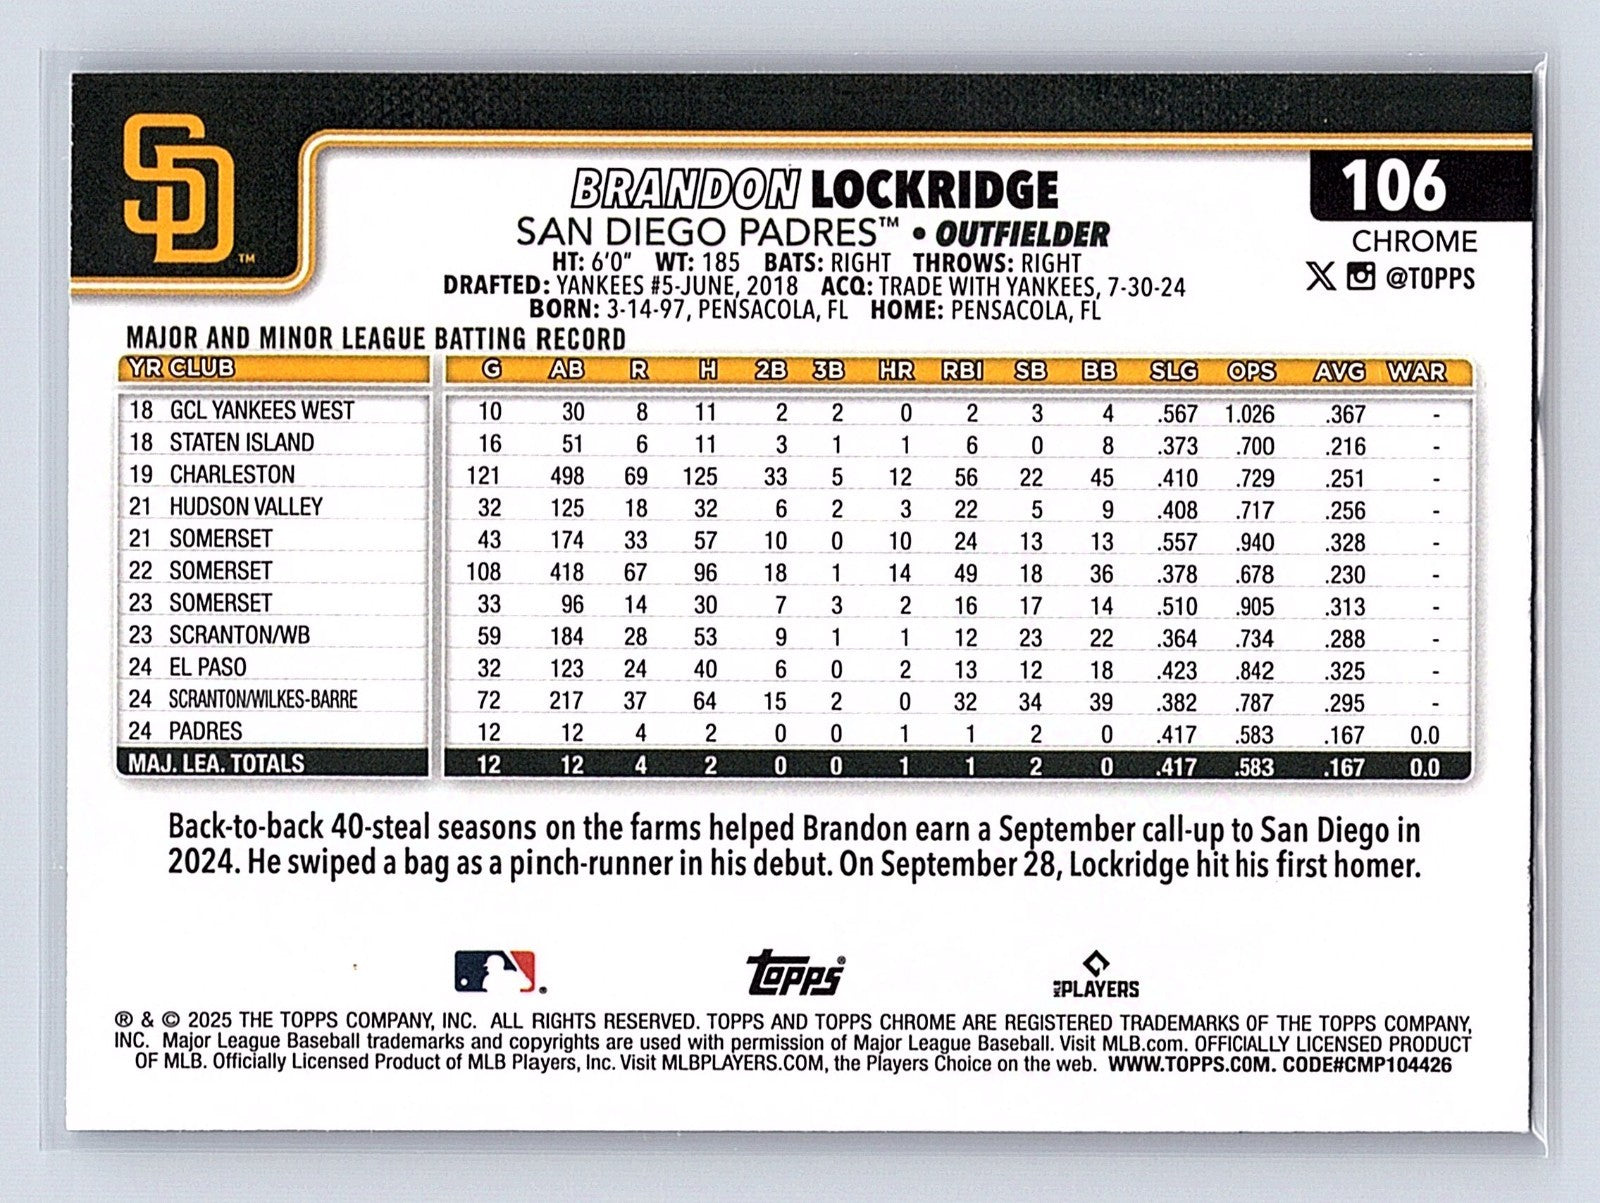 SD™
BRANDON LOCKRIDGE
106
SAN DIEGO PADRES™ • OUTFIELDER
CHROME
HT: 6'0" WT: 185 BATS: RIGHT THROWS: RIGHT
@TOPPS
DRAFTED: YANKEES #5-JUNE, 2018 ACQ: TRADE WITH YANKEES, 7-30-24
BORN: 3-14-97, PENSACOLA, FL HOME: PENSACOLA, FL
MAJOR AND MINOR LEAGUE BATTING RECORD
YR CLUB G AB R H 2B 3B HR RBI SB BB SLG OPS AVG WAR
18 GCL YANKEES WEST 10 30 8 11 2 2 0 2 3 4 .567 1.026 .367 -
18 STATEN ISLAND 16 51 6 11 3 1 1 6 0 8 .373 .700 .216 -
19 CHARLESTON 121 498 69 125 33 5 12 56 22 45 .410 .729 .251 -
21 HUDSON VALLEY 32 125 18 32 6 2 3 22 5 9 .408 .717 .256 -
21 SOMERSET 43 174 33 57 10 0 10 24 13 13 .557 .940 .328 -
22 SOMERSET 108 418 67 96 18 1 14 49 18 36 .378 .678 .230 -
23 SOMERSET 33 96 14 30 7 3 2 16 17 14 .510 .905 .313 -
23 SCRANTON/WB 59 184 28 53 9 1 1 12 23 22 .364 .734 .288 -
24 EL PASO 32 123 24 40 6 0 2 13 12 18 .423 .842 .325 -
24 SCRANTON/WILKES-BARRE 72 217 37 64 15 2 0 32 34 39 .382 .787 .295 -
24 PADRES 12 12 4 2 0 0 1 1 2 0 .417 .583 .167 0.0
MAJ. LEA. TOTALS 12 12 4 2 0 0 1 1 2 0 .417 .583 .167 0.0
Back-to-back 40-steal seasons on the farms helped Brandon earn a September call-up to San Diego in
2024. He swiped a bag as a pinch-runner in his debut. On September 28, Lockridge hit his first homer.
Topps®
MLB PLAYERS
® & © 2025 THE TOPPS COMPANY, INC. ALL RIGHTS RESERVED. TOPPS AND TOPPS CHROME ARE REGISTERED TRADEMARKS OF THE TOPPS COMPANY,
INC. Major League Baseball trademarks and copyrights are used with permission of Major League Baseball. Visit MLB.com. OFFICIALLY LICENSED PRODUCT
OF MLB. Officially Licensed Product of MLB Players, Inc. Visit MLBPLAYERS.COM, the Players Choice on the web. WWW.TOPPS.COM. CODE#CMP104426